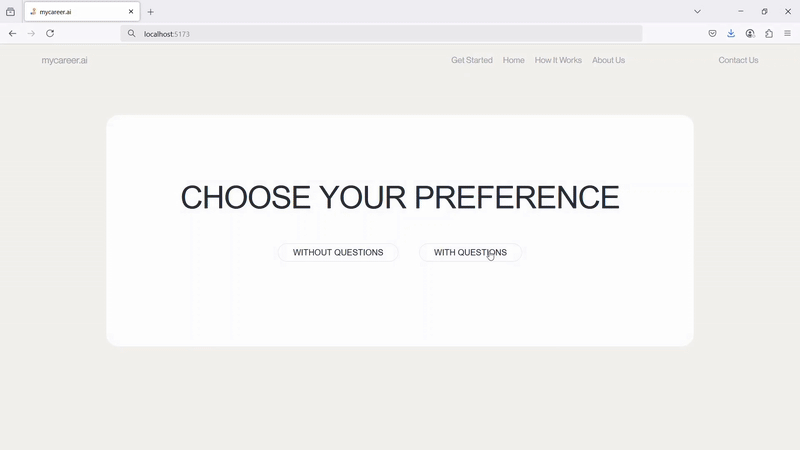 mycareer.ai
localhost:5173
mycareer.ai
Get Started Home How It Works About Us Contact Us
CHOOSE YOUR PREFERENCE
WITHOUT QUESTIONS WITH QUESTIONS